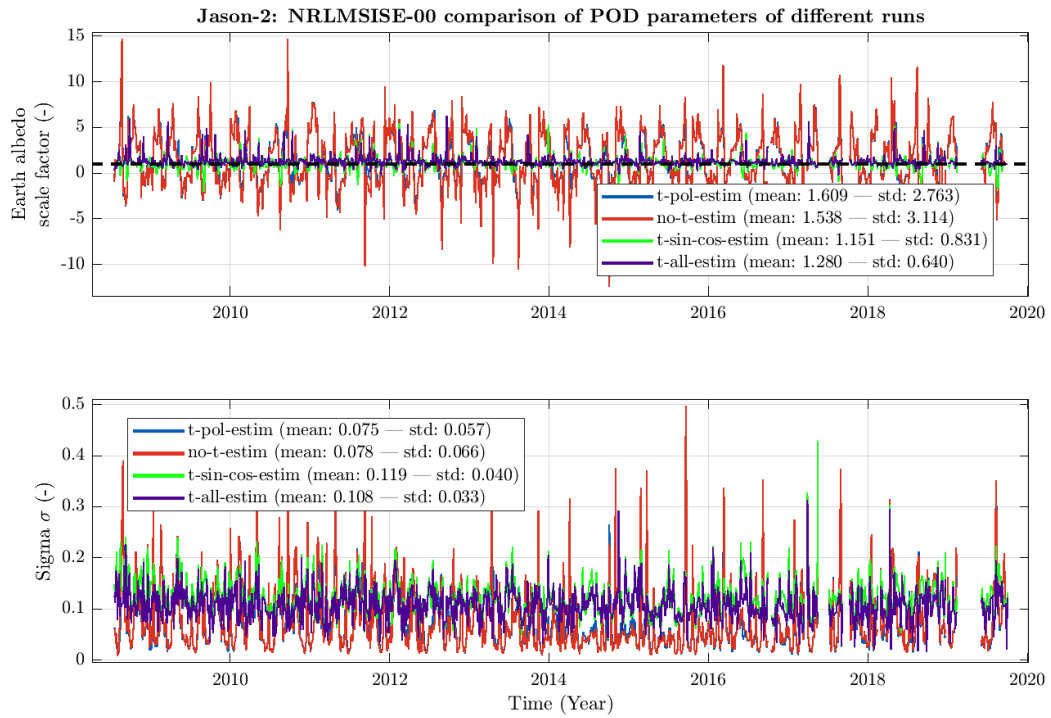 Jason-2: NRLMSISE-00 comparison of POD parameters of different runs
Earth albedo
scale factor (-)
15
10
5
0
-5
-10
t-pol-estim (mean: 1.609 — std: 2.763)
no-t-estim (mean: 1.538 — std: 3.114)
t-sin-cos-estim (mean: 1.151 — std: 0.831)
t-all-estim (mean: 1.280 — std: 0.640)
2010 2012 2014 2016 2018 2020
Sigma σ (-)
0.5
0.4
0.3
0.2
0.1
0
t-pol-estim (mean: 0.075 — std: 0.057)
no-t-estim (mean: 0.078 — std: 0.066)
t-sin-cos-estim (mean: 0.119 — std: 0.040)
t-all-estim (mean: 0.108 — std: 0.033)
2010 2012 2014 2016 2018 2020
Time (Year)